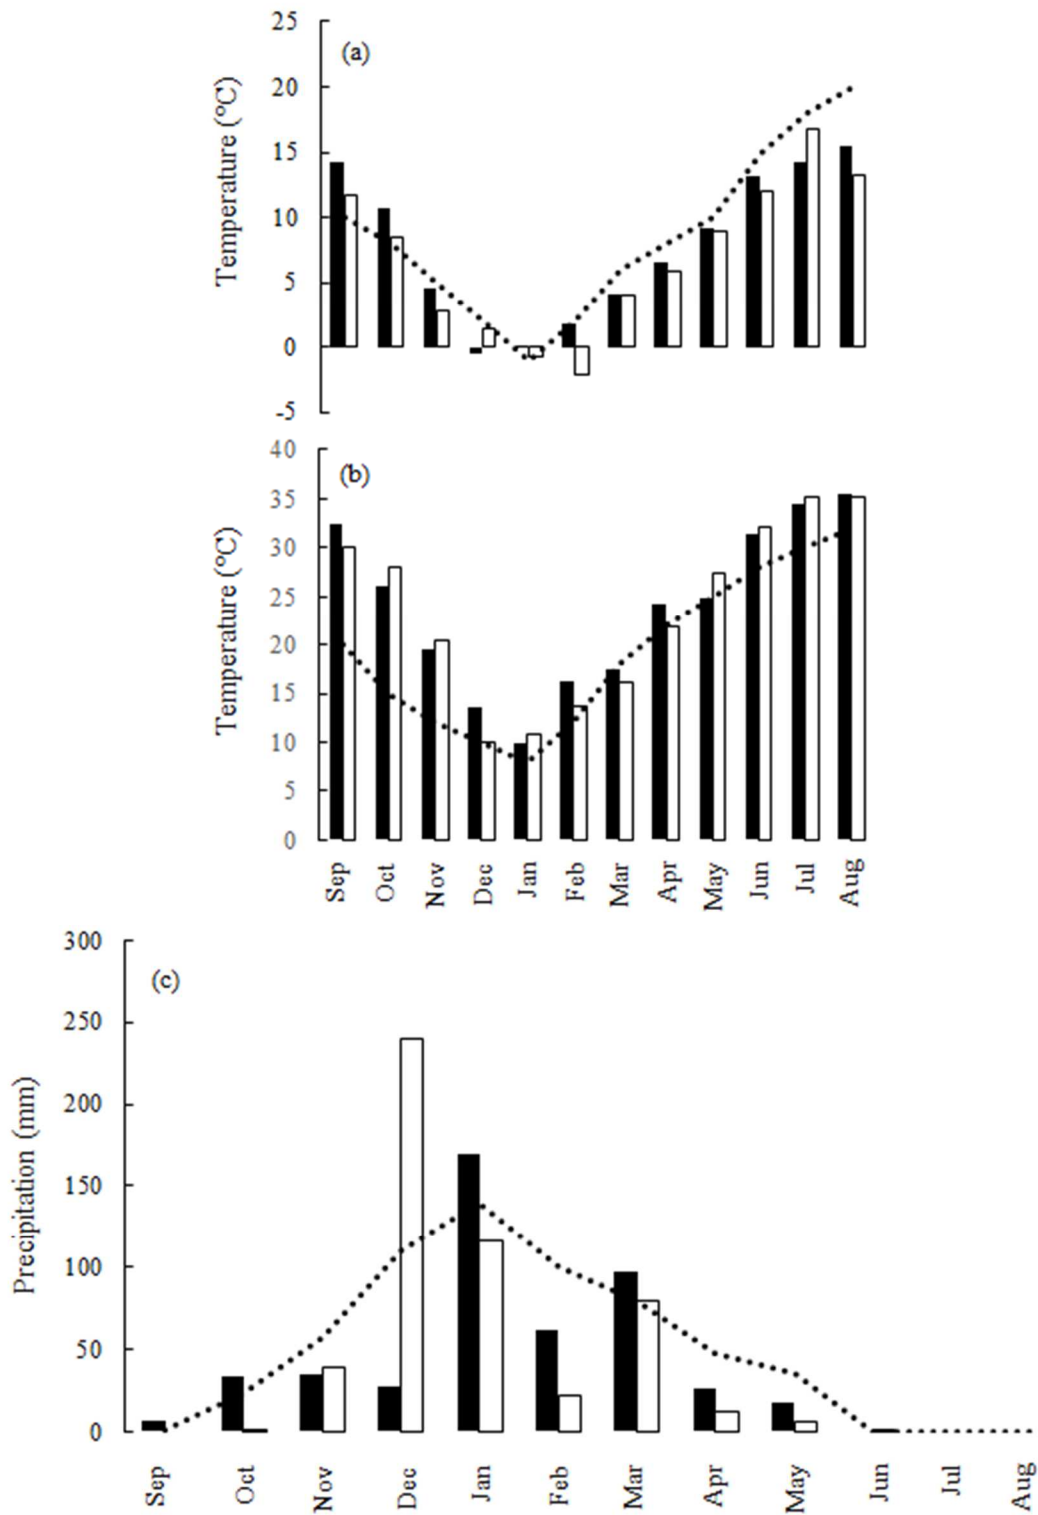 (a)
Temperature (°C)
25
20
15
10
5
0
-5
(b)
Temperature (°C)
40
35
30
25
20
15
10
5
0
Sep Oct Nov Dec Jan Feb Mar Apr May Jun Jul Aug
(c)
Precipitation (mm)
300
250
200
150
100
50
0
Sep Oct Nov Dec Jan Feb Mar Apr May Jun Jul Aug